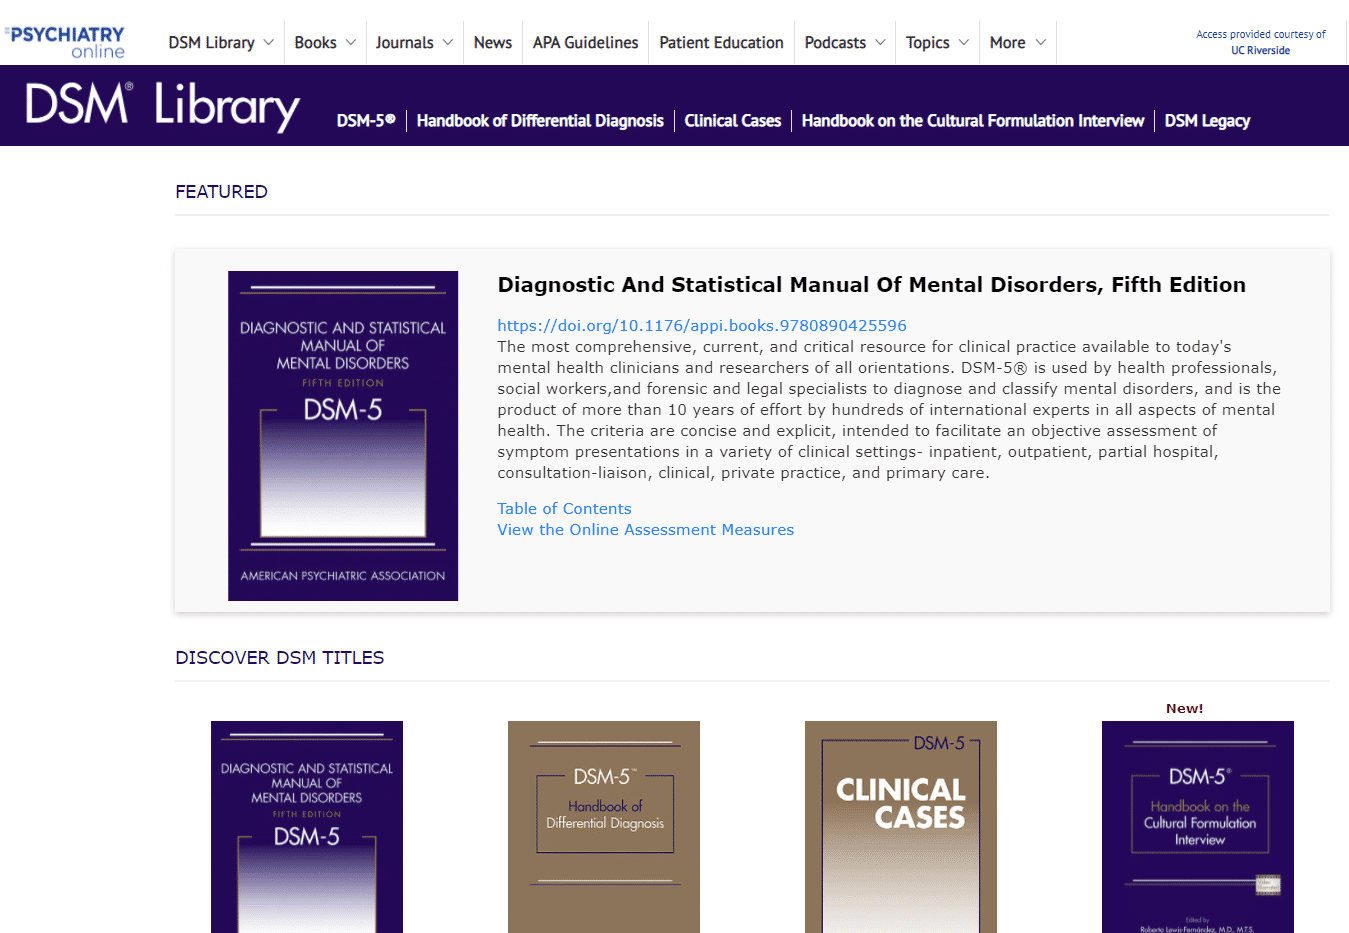 PSYCHIATRY
online
DSM Library
Books
Journals
News
APA Guidelines
Patient Education
Podcasts
Topics
More
Access provided courtesy of
UC Riverside
DSM® Library
DSM-5®
Handbook of Differential Diagnosis
Clinical Cases
Handbook on the Cultural Formulation Interview
DSM Legacy
FEATURED
DIAGNOSTIC AND STATISTICAL
MANUAL OF
MENTAL DISORDERS
FIFTH EDITION
DSM-5
AMERICAN PSYCHIATRIC ASSOCIATION
Diagnostic And Statistical Manual Of Mental Disorders, Fifth Edition
https://doi.org/10.1176/appi.books.9780890425596
The most comprehensive, current, and critical resource for clinical practice available to today's
mental health clinicians and researchers of all orientations. DSM-5® is used by health professionals,
social workers,and forensic and legal specialists to diagnose and classify mental disorders, and is the
product of more than 10 years of effort by hundreds of international experts in all aspects of mental
health. The criteria are concise and explicit, intended to facilitate an objective assessment of
symptom presentations in a variety of clinical settings- inpatient, outpatient, partial hospital,
consultation-liaison, clinical, private practice, and primary care.
Table of Contents
View the Online Assessment Measures
DISCOVER DSM TITLES
DIAGNOSTIC AND STATISTICAL
MANUAL OF
MENTAL DISORDERS
FIFTH EDITION
DSM-5
DSM-5™
Handbook of
Differential Diagnosis
DSM-5
CLINICAL
CASES
New!
DSM-5®
Handbook on the
Cultural Formulation
Interview
Edited by
Roberto Lewis-Fernández, M.D., M.T.S.